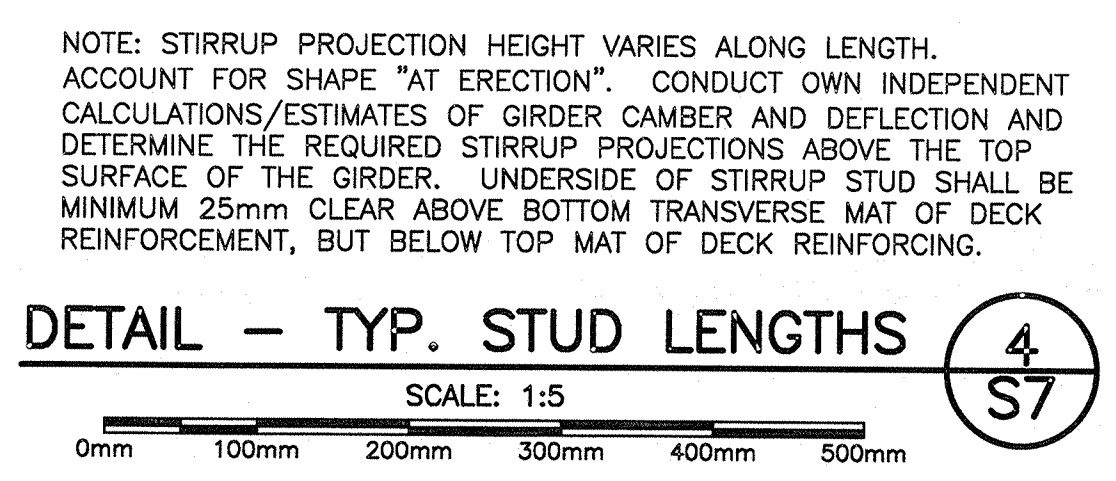 NOTE: STIRRUP PROJECTION HEIGHT VARIES ALONG LENGTH.
ACCOUNT FOR SHAPE "AT ERECTION". CONDUCT OWN INDEPENDENT
CALCULATIONS/ESTIMATES OF GIRDER CAMBER AND DEFLECTION AND
DETERMINE THE REQUIRED STIRRUP PROJECTIONS ABOVE THE TOP
SURFACE OF THE GIRDER. UNDERSIDE OF STIRRUP STUD SHALL BE
MINIMUM 25mm CLEAR ABOVE BOTTOM TRANSVERSE MAT OF DECK
REINFORCEMENT, BUT BELOW TOP MAT OF DECK REINFORCING.
DETAIL - TYP. STUD LENGTHS
4
S7
SCALE: 1:5
0mm 100mm 200mm 300mm 400mm 500mm